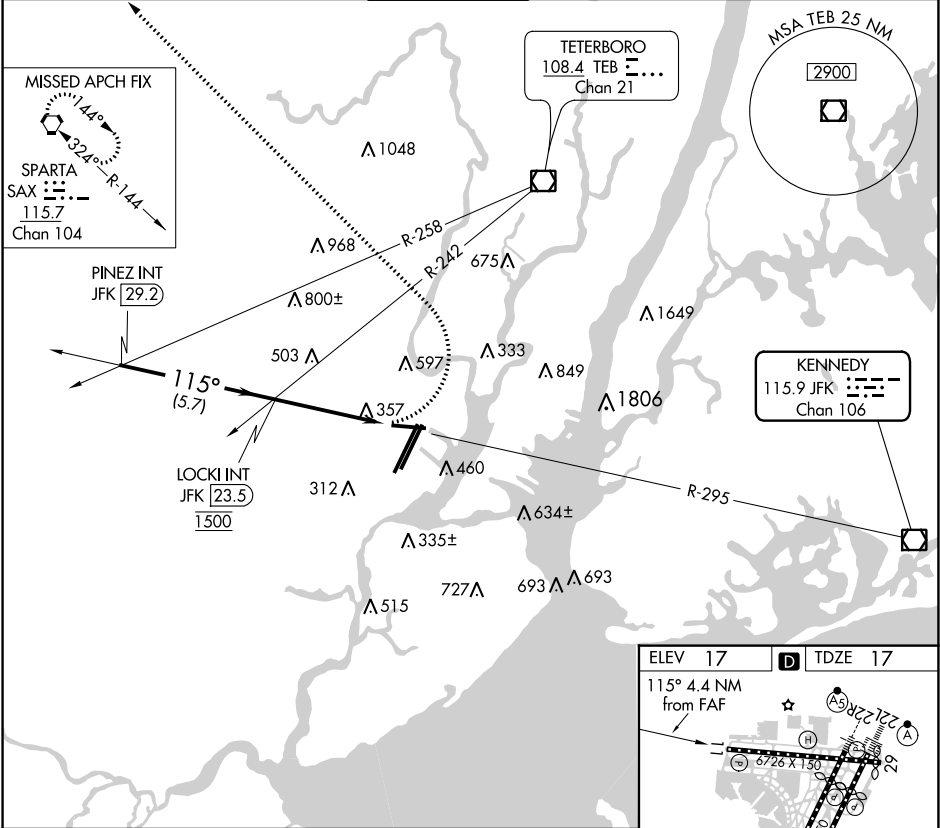 MSA TEB 25 NM
2900
TETERBORO
108.4 TEB
Chan 21
MISSED APCH FIX
144°
324°
R-144
SPARTA
SAX
115.7
Chan 104
1048
968
R-258
R-242
675
PINEZ INT
JFK 29.2
800±
1649
503
597
333
849
115°
(5.7)
357
1806
KENNEDY
115.9 JFK
Chan 106
LOCKI INT
JFK 23.5
1500
460
312
R-295
634±
335±
727
693
693
515
ELEV 17
D
TDZE 17
115° 4.4 NM
from FAF
A5
22R
22L
A
H
P
6726 X 150
P
29
P
P